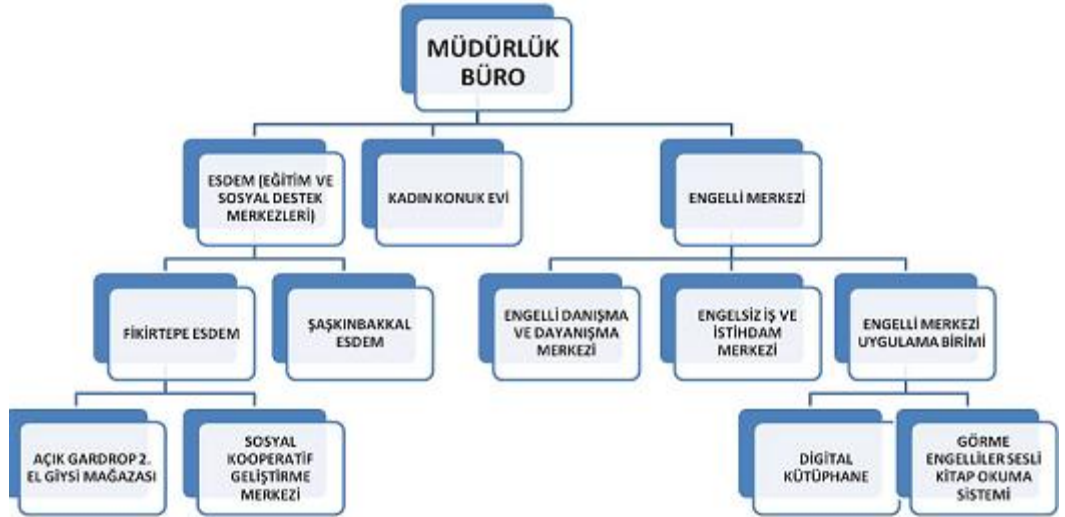 MÜDÜRLÜK
BÜRO
ESDEM (EĞİTİM VE
SOSYAL DESTEK
MERKEZLERİ)
KADIN KONUK EVİ
ENGELLİ MERKEZİ
FİKİRTEPE ESDEM
ŞAŞKINBAKKAL
ESDEM
ENGELLİ DANIŞMA
VE DAYANIŞMA
MERKEZİ
ENGELSİZ İŞ VE
İSTİHDAM
MERKEZİ
ENGELLİ MERKEZİ
UYGULAMA BİRİMİ
AÇIK GARDROP 2.
EL GİYSİ MAĞAZASI
SOSYAL
KOOPERATİF
GELİŞTİRME
MERKEZİ
DİGİTAL
KÜTÜPHANE
GÖRME
ENGELLİLER SESLİ
KİTAP OKUMA
SİSTEMİ